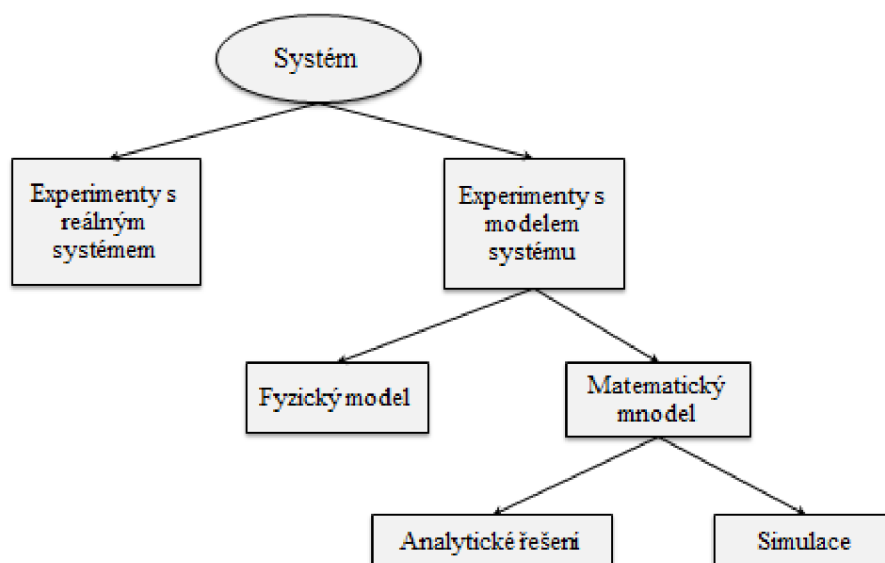 Systém
Experimenty s
reálným
systémem
Experimenty s
modelem
systému
Fyzický model
Matematický
mnodel
Analytické řešení
Simulace